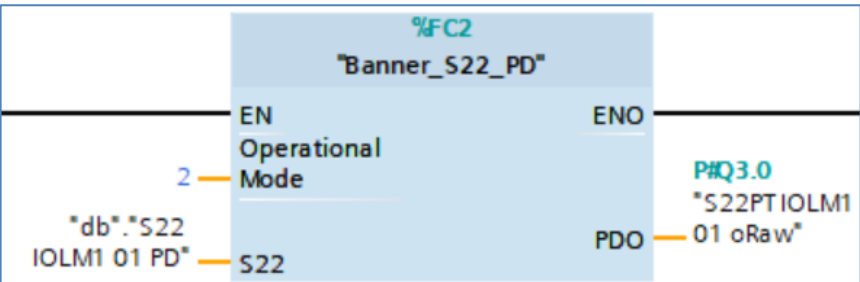 %FC2
"Banner_S22_PD"
EN
ENO
Operational
Mode
2
P#Q3.0
"S22PT IOLM1
01 oRaw"
PDO
"db"."S22
IOLM1 01 PD"
S22